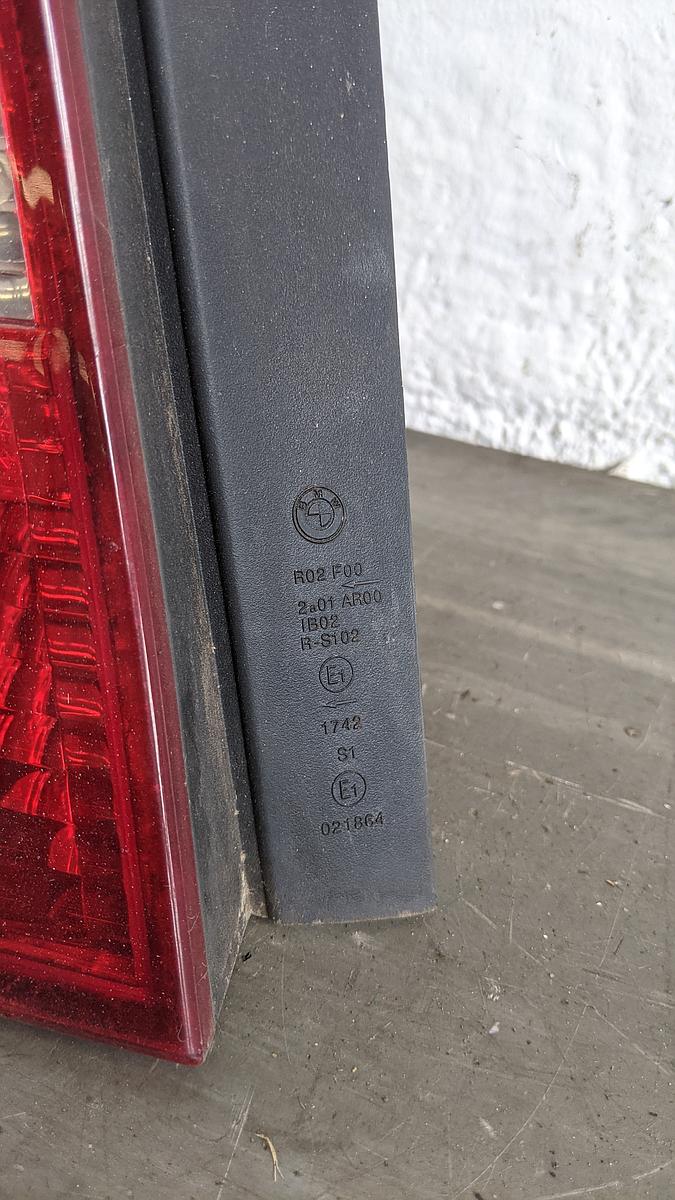 BMW
R02 F00
2a01 AR00
IB02
R-S102
E1
1742
S1
E1
021864